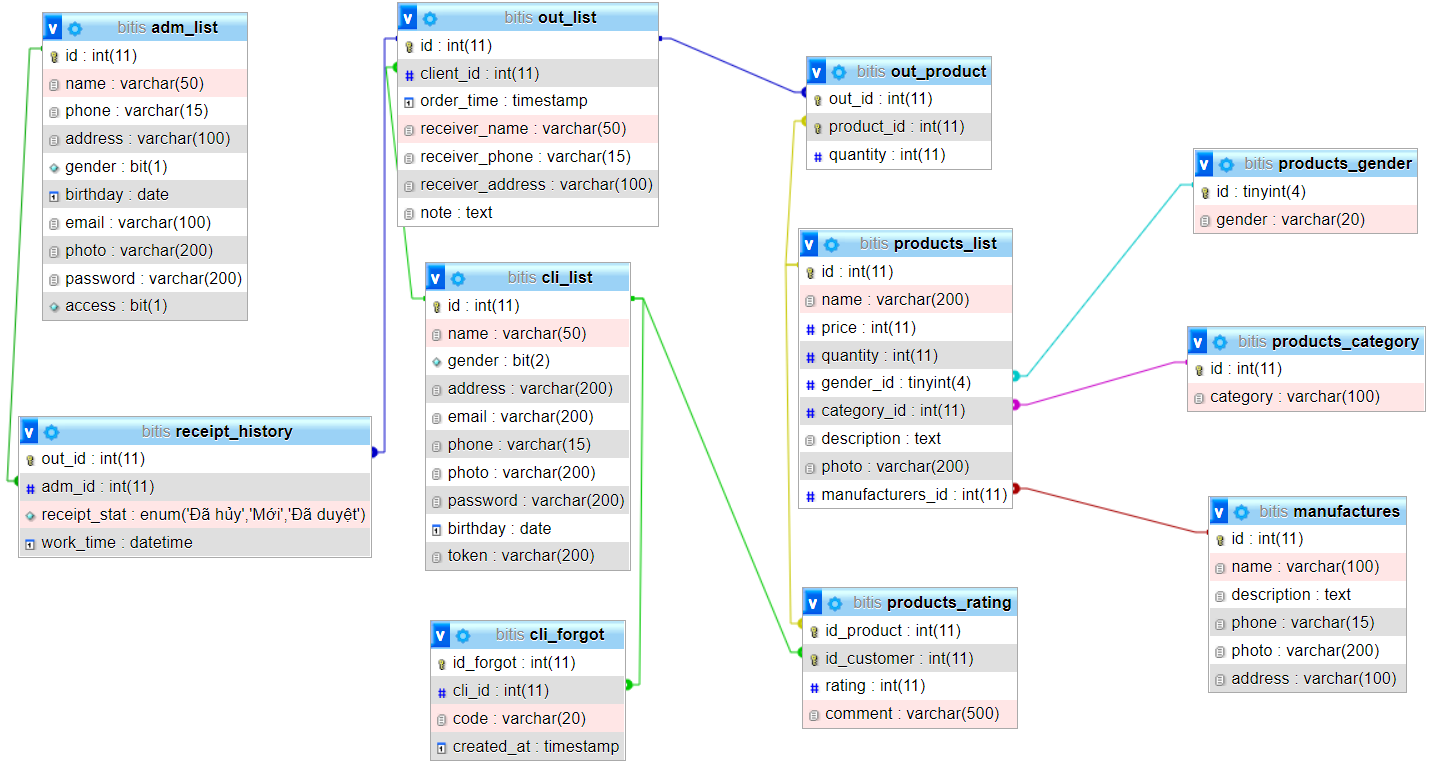 v bitis adm_list
id : int(11)
name : varchar(50)
phone : varchar(15)
address : varchar(100)
gender : bit(1)
birthday : date
email : varchar(100)
photo : varchar(200)
password : varchar(200)
access : bit(1)
v bitis receipt_history
out_id : int(11)
adm_id : int(11)
receipt_stat : enum('Đã hủy','Mới','Đã duyệt')
work_time : datetime
v bitis out_list
id : int(11)
client_id : int(11)
order_time : timestamp
receiver_name : varchar(50)
receiver_phone : varchar(15)
receiver_address : varchar(100)
note : text
v bitis cli_list
id : int(11)
name : varchar(50)
gender : bit(2)
address : varchar(200)
email : varchar(200)
phone : varchar(15)
photo : varchar(200)
password : varchar(200)
birthday : date
token : varchar(200)
v bitis cli_forgot
id_forgot : int(11)
cli_id : int(11)
code : varchar(20)
created_at : timestamp
v bitis out_product
out_id : int(11)
product_id : int(11)
quantity : int(11)
v bitis products_list
id : int(11)
name : varchar(200)
price : int(11)
quantity : int(11)
gender_id : tinyint(4)
category_id : int(11)
description : text
photo : varchar(200)
manufacturers_id : int(11)
v bitis products_rating
id_product : int(11)
id_customer : int(11)
rating : int(11)
comment : varchar(500)
v bitis products_gender
id : tinyint(4)
gender : varchar(20)
v bitis products_category
id : int(11)
category : varchar(100)
v bitis manufactures
id : int(11)
name : varchar(100)
description : text
phone : varchar(15)
photo : varchar(200)
address : varchar(100)